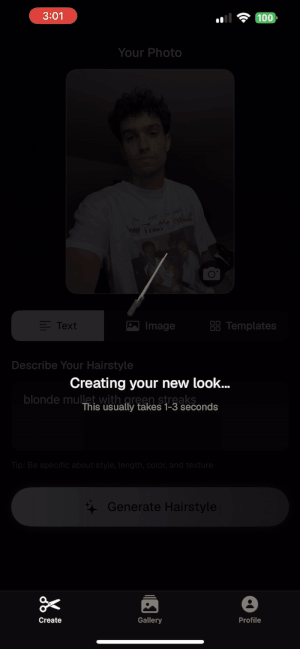 3:01
100
Your Photo
Text
Image
Templates
Describe Your Hairstyle
Creating your new look...
blonde mullet with green streaks
This usually takes 1-3 seconds
Tip: Be specific about style, length, color, and texture
Generate Hairstyle
Create
Gallery
Profile